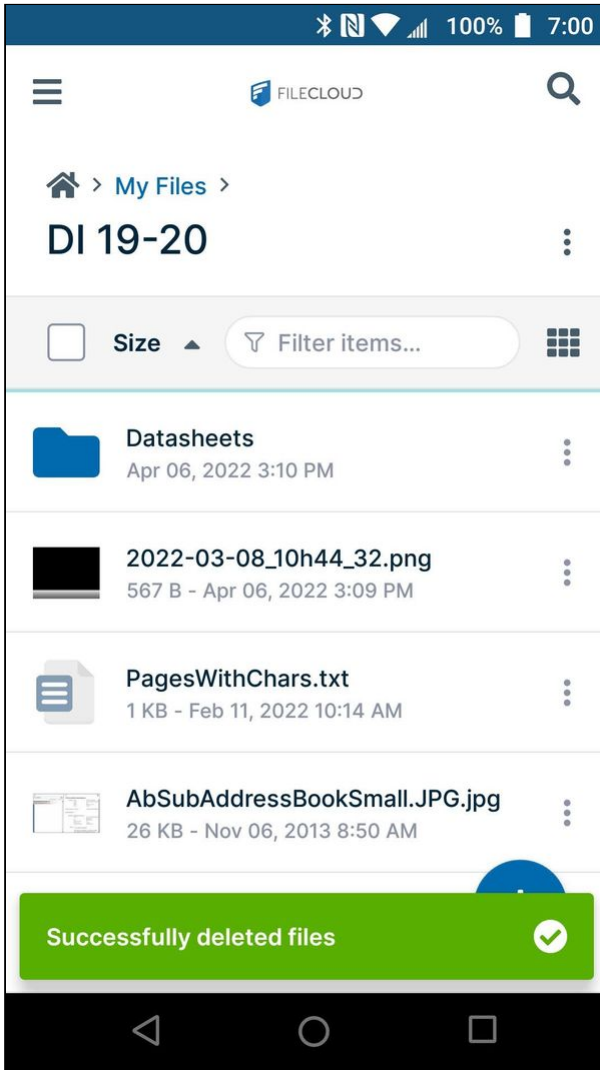 100% 7:00
FILECLOUD
> My Files >
DI 19-20
Size Filter items...
Datasheets
Apr 06, 2022 3:10 PM
2022-03-08_10h44_32.png
567 B - Apr 06, 2022 3:09 PM
PagesWithChars.txt
1 KB - Feb 11, 2022 10:14 AM
AbSubAddressBookSmall.JPG.jpg
26 KB - Nov 06, 2013 8:50 AM
Successfully deleted files